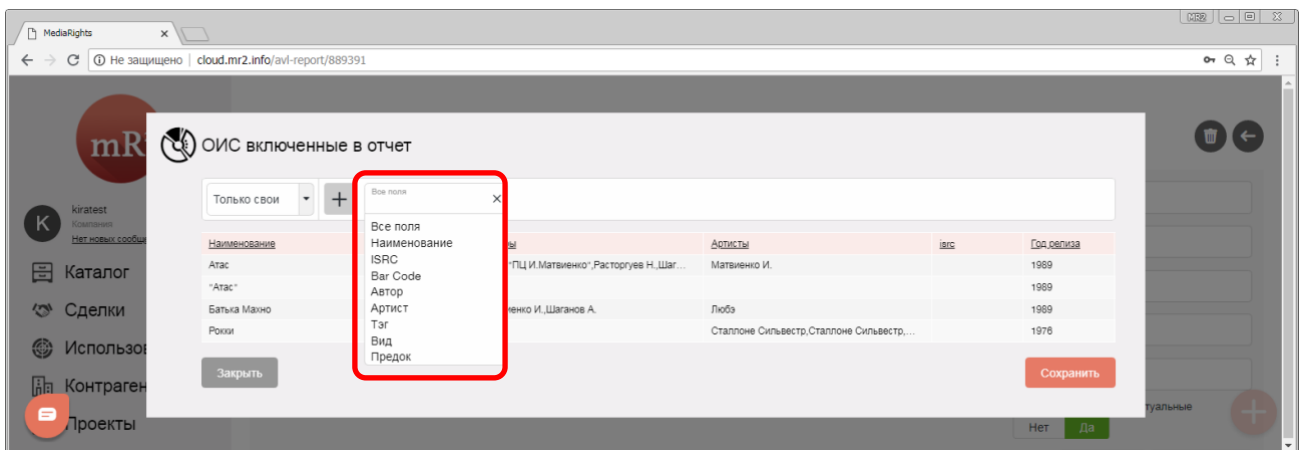 MR2
MediaRights
Не защищено | cloud.mr2.info/avl-report/889391
mR
ОИС включенные в отчет
Только свои
+
Все поля
Все поля
Наименование
ISRC
Bar Code
Автор
Артист
Тэг
Вид
Предок
Наименование Артисты isrc Год релиза
Атас "ПЦ И.Матвиенко",Расторгуев Н.,Шаг... Матвиенко И. 1989
"Атас" 1989
Батька Махно иенко И.,Шаганов А. Любэ 1989
Рокки Сталлоне Сильвестр,Сталлоне Сильвестр,... 1976
Закрыть
Сохранить
K
kiratest
Компания
Нет новых сообще
Каталог
Сделки
Использов
Контраген
Проекты
туальные
Нет Да